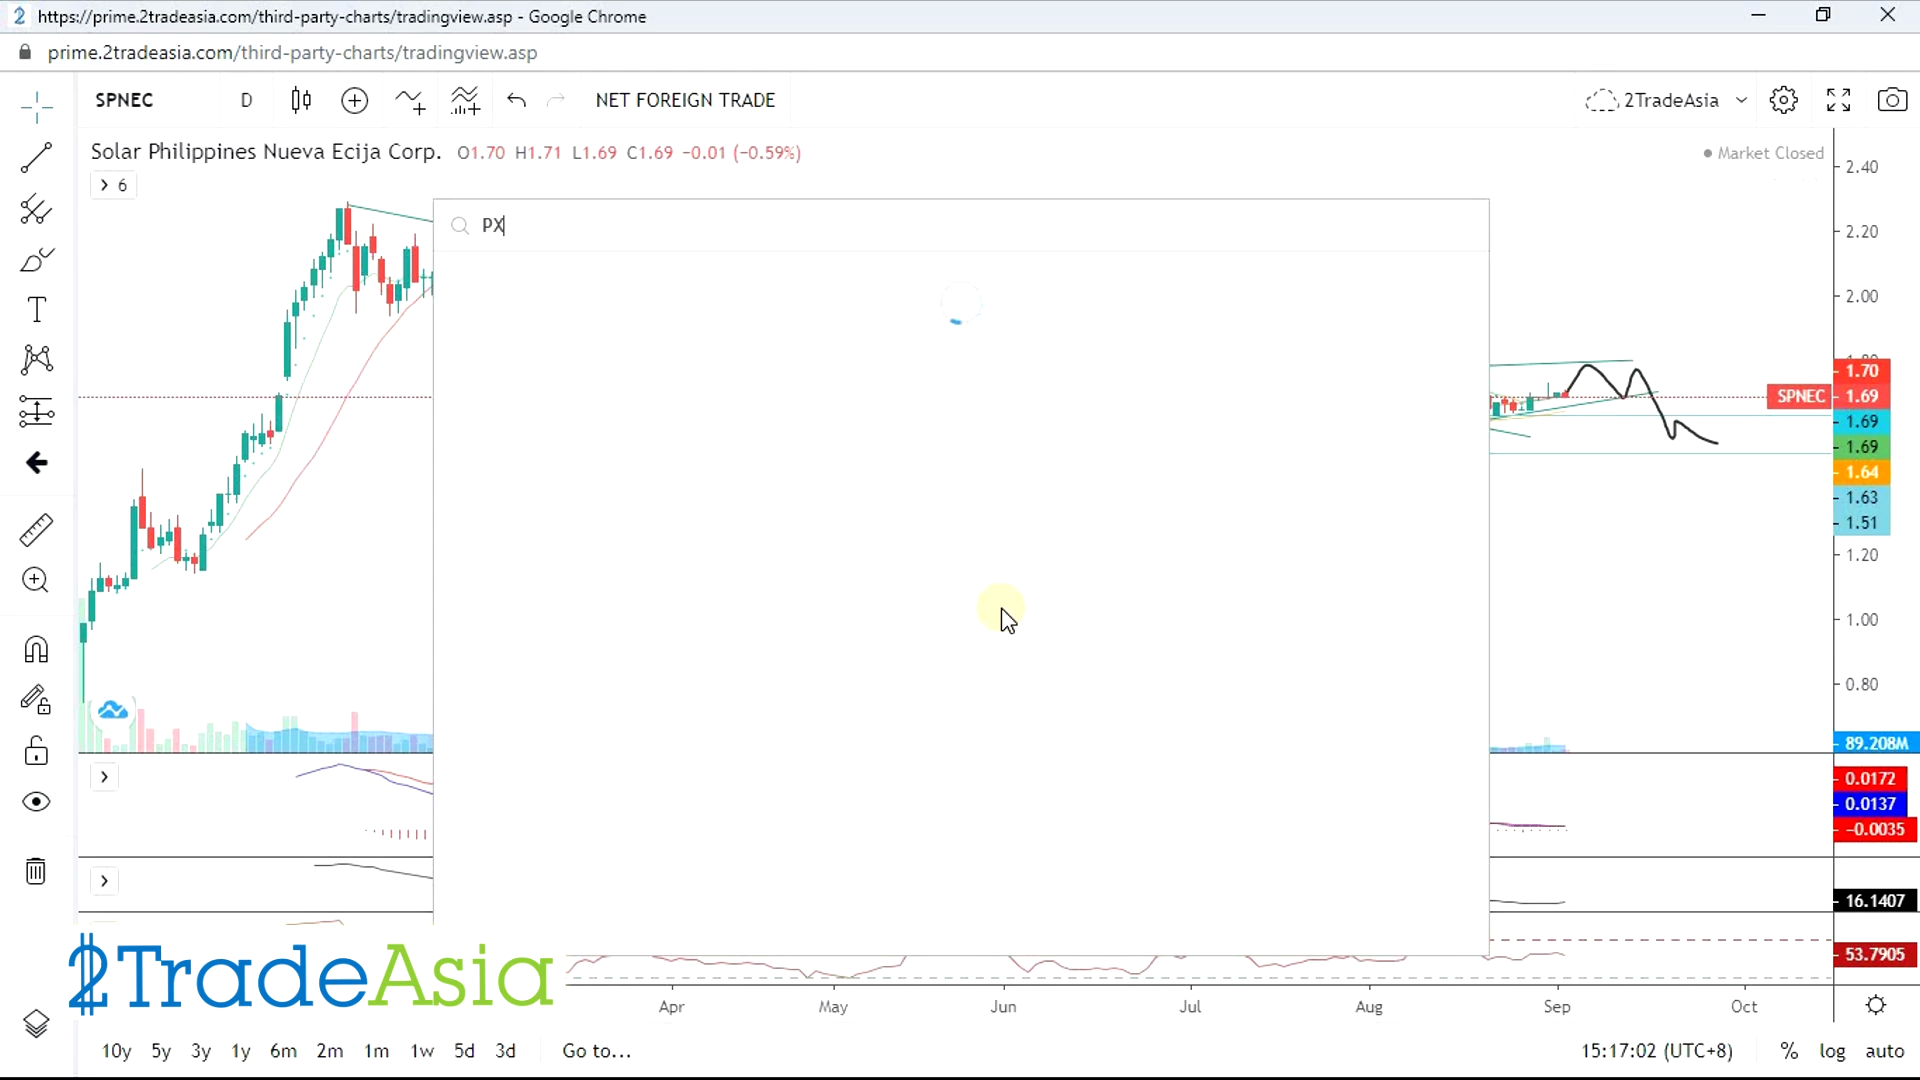 https://prime.2tradeasia.com/third-party-charts/tradingview.asp - Google Chrome
prime.2tradeasia.com/third-party-charts/tradingview.asp
SPNEC D NET FOREIGN TRADE 2TradeAsia
Solar Philippines Nueva Ecija Corp. O1.70 H1.71 L1.69 C1.69 −0.01 (−0.59%) Market Closed
6
PX
2.40
2.20
2.00
1.70
SPNEC 1.69
1.69
1.69
1.64
1.63
1.51
1.20
1.00
0.80
89.208M
0.0172
0.0137
−0.0035
16.1407
53.7905
2TradeAsia
Apr May Jun Jul Aug Sep Oct
10y 5y 3y 1y 6m 2m 1m 1w 5d 3d Go to... 15:17:02 (UTC+8) % log auto